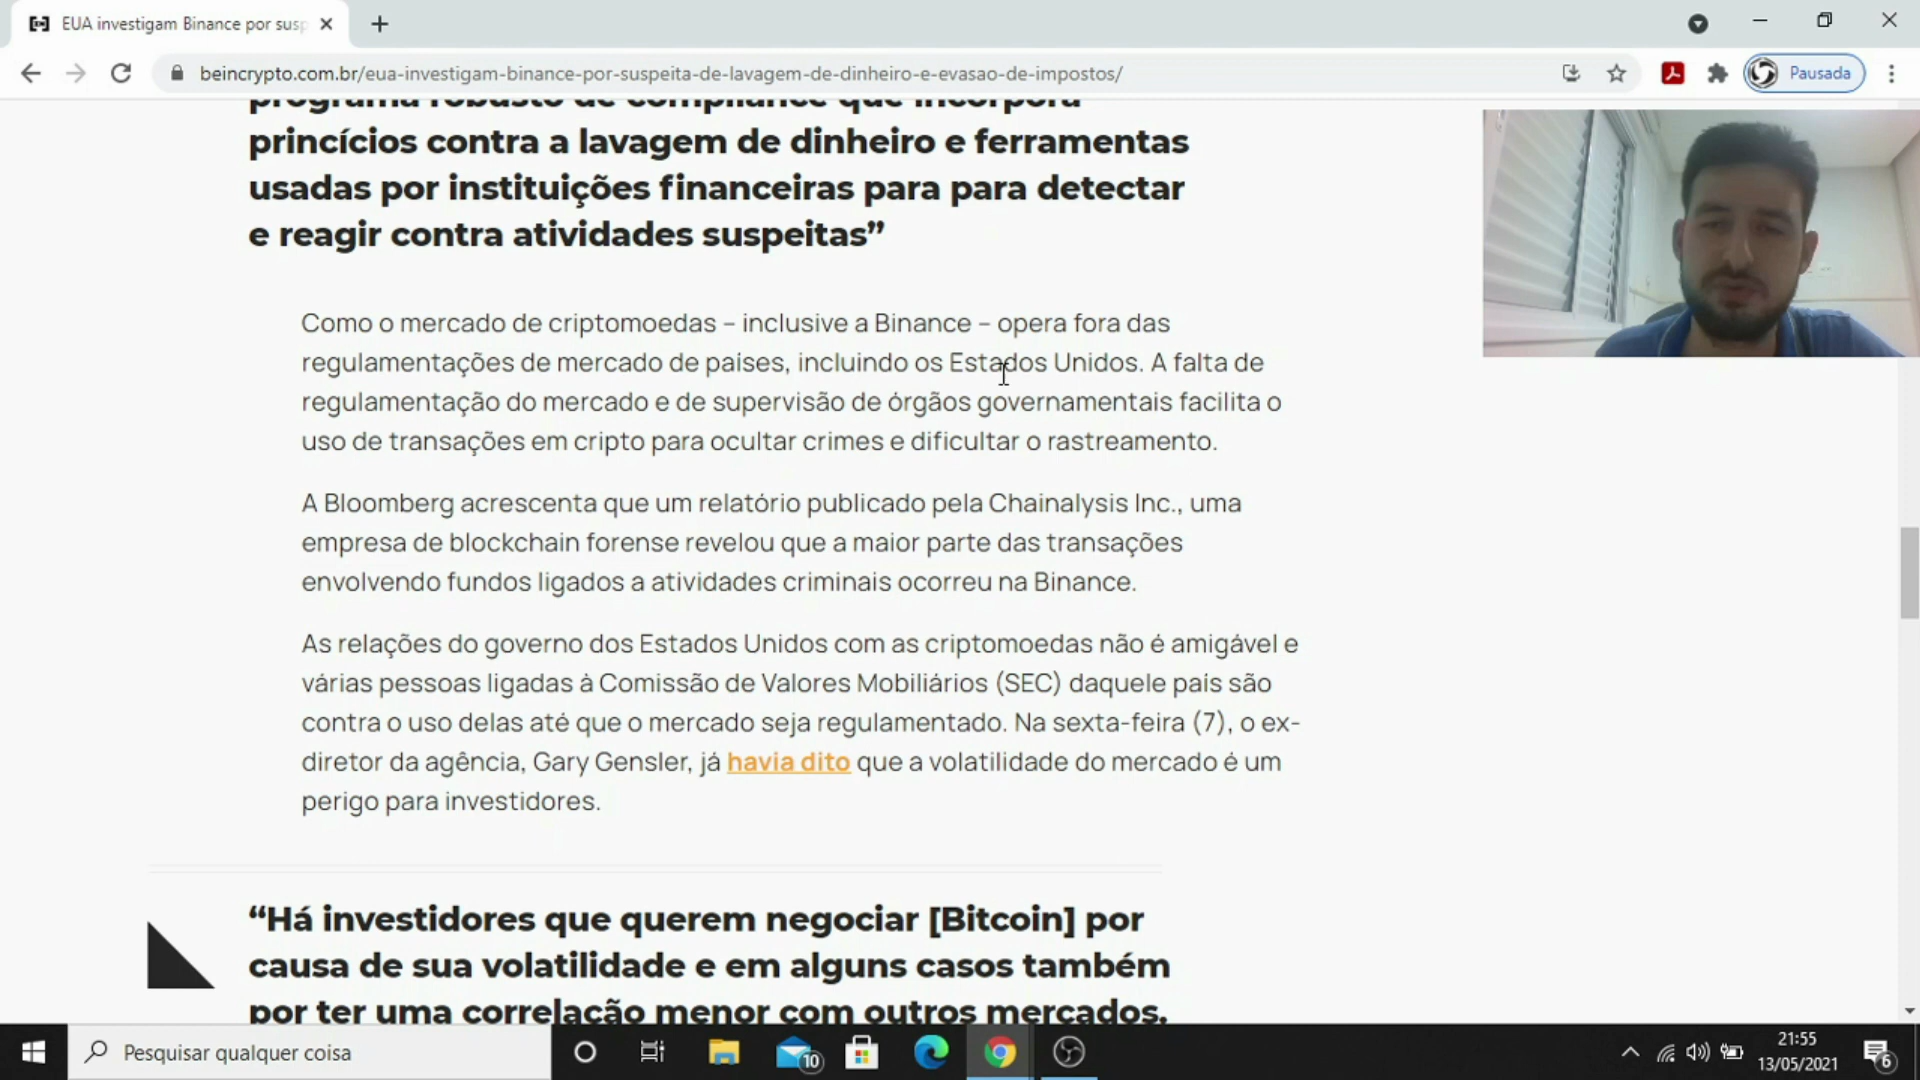 EUA investigam Binance por susp
beincrypto.com.br/eua-investigam-binance-por-suspeita-de-lavagem-de-dinheiro-e-evasao-de-impostos/
Pausada
programa robusto de compliance que incorpora
princícios contra a lavagem de dinheiro e ferramentas
usadas por instituições financeiras para para detectar
e reagir contra atividades suspeitas”
Como o mercado de criptomoedas – inclusive a Binance – opera fora das
regulamentações de mercado de países, incluindo os Estados Unidos. A falta de
regulamentação do mercado e de supervisão de órgãos governamentais facilita o
uso de transações em cripto para ocultar crimes e dificultar o rastreamento.
A Bloomberg acrescenta que um relatório publicado pela Chainalysis Inc., uma
empresa de blockchain forense revelou que a maior parte das transações
envolvendo fundos ligados a atividades criminais ocorreu na Binance.
As relações do governo dos Estados Unidos com as criptomoedas não é amigável e
várias pessoas ligadas à Comissão de Valores Mobiliários (SEC) daquele país são
contra o uso delas até que o mercado seja regulamentado. Na sexta-feira (7), o ex-
diretor da agência, Gary Gensler, já havia dito que a volatilidade do mercado é um
perigo para investidores.
“Há investidores que querem negociar [Bitcoin] por
causa de sua volatilidade e em alguns casos também
por ter uma correlação menor com outros mercados.
Pesquisar qualquer coisa
10
21:55
13/05/2021
6